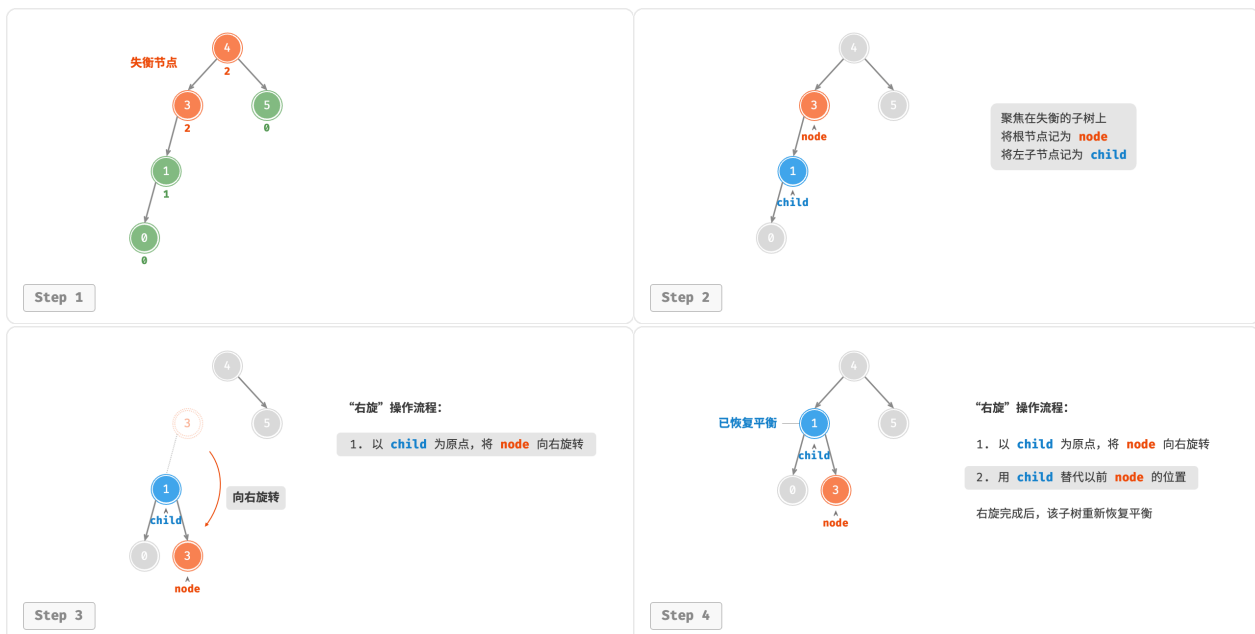 4
失衡节点
2
3
5
2
0
1
1
0
0
Step 1
4
3
5
node
聚焦在失衡的子树上
将根节点记为 node
将左子节点记为 child
1
child
0
Step 2
4
3
5
“右旋”操作流程:
1. 以 child 为原点，将 node 向右旋转
1
向右旋转
child
0
3
node
Step 3
4
已恢复平衡
1
5
“右旋”操作流程:
child
1. 以 child 为原点，将 node 向右旋转
0
3
2. 用 child 替代以前 node 的位置
node
右旋完成后，该子树重新恢复平衡
Step 4